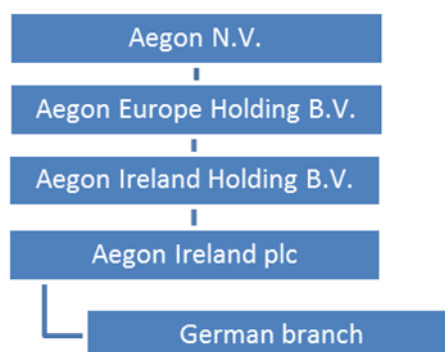 Aegon N.V.
Aegon Europe Holding B.V.
Aegon Ireland Holding B.V.
Aegon Ireland plc
German branch